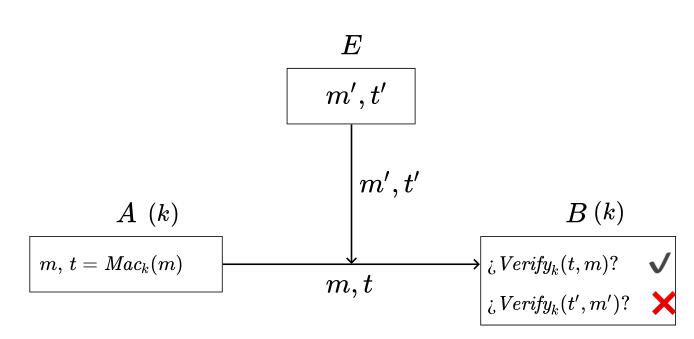 E
m′, t′
m′, t′
A (k)
m, t = Mac_k(m)
m, t
B (k)
¿Verify_k(t, m)?
¿Verify_k(t′, m′)?